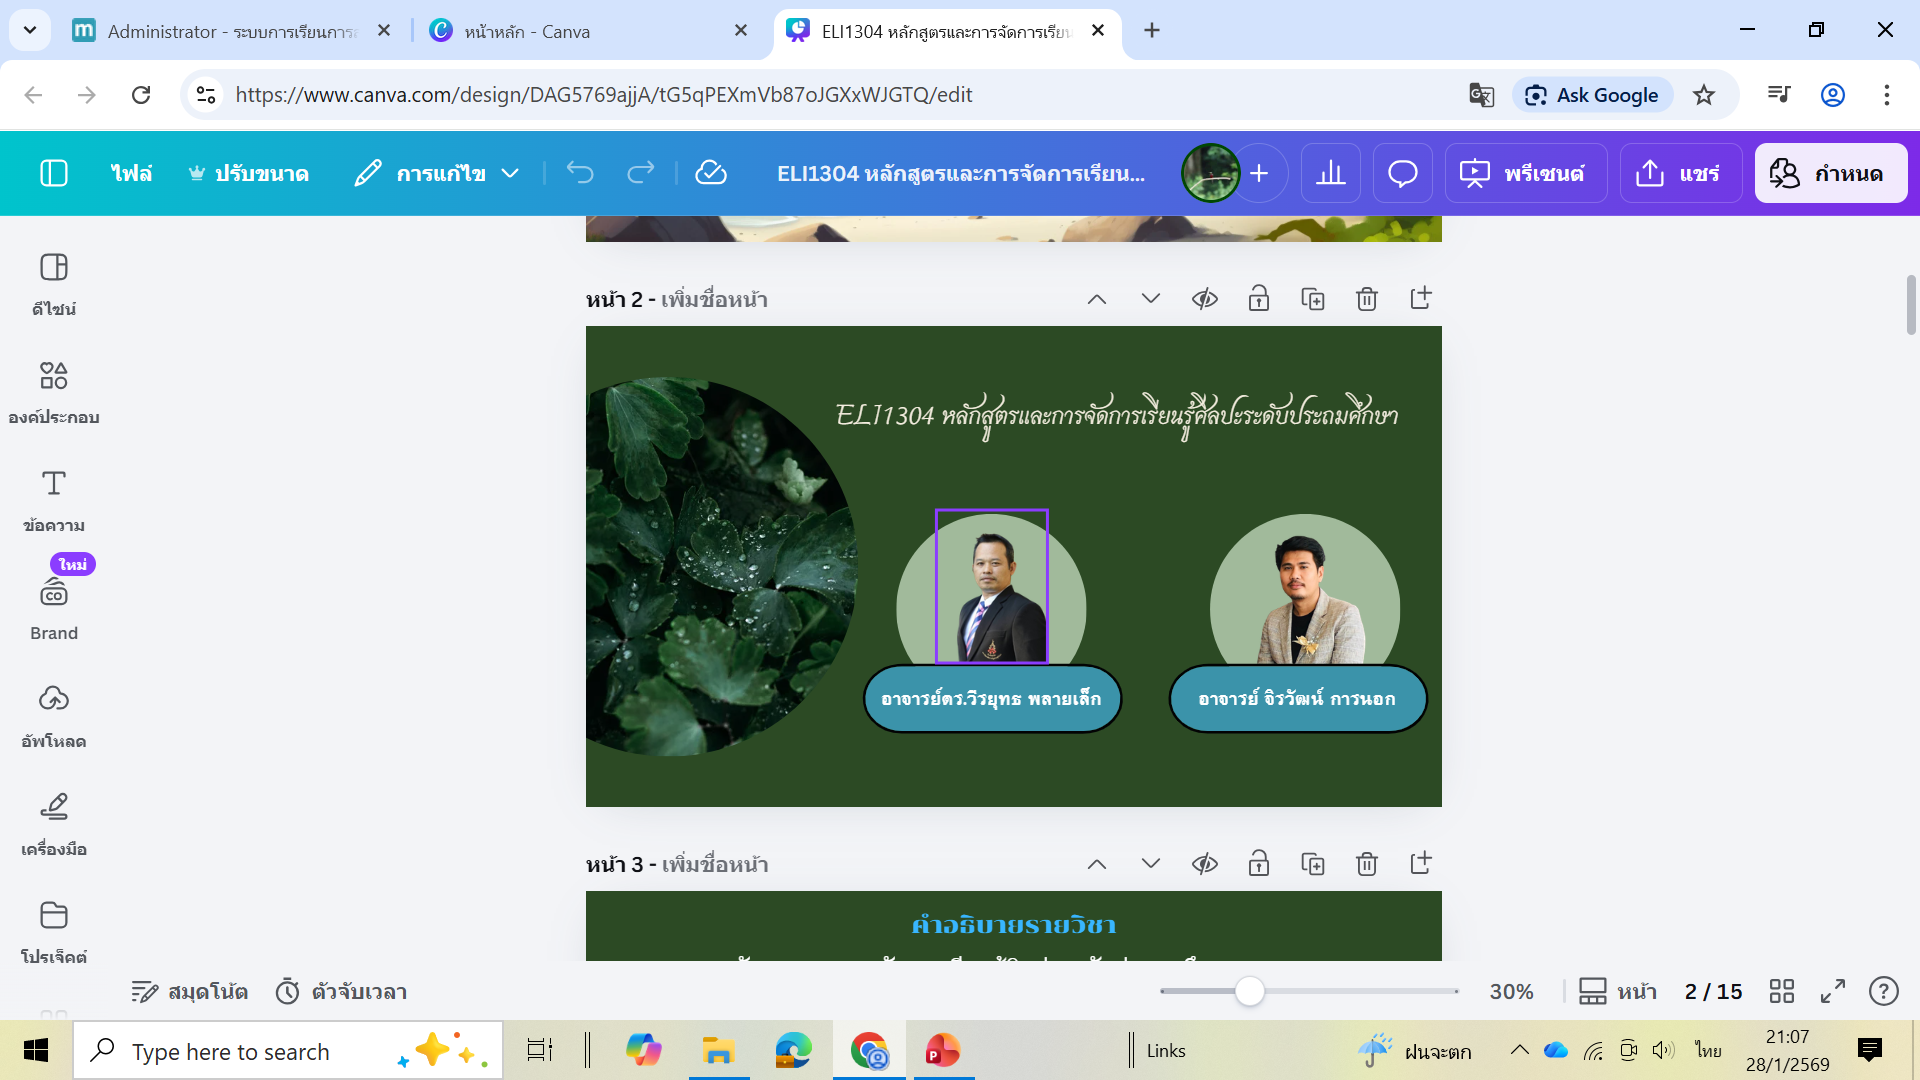 Administrator - ระบบการเรียนการส
หน้าหลัก - Canva
ELI1304 หลักสูตรและการจัดการเรียน
https://www.canva.com/design/DAG5769ajjA/tG5qPEXmVb87oJGXxWJGTQ/edit
Ask Google
ไฟล์
ปรับขนาด
การแก้ไข
ELI1304 หลักสูตรและการจัดการเรียน...
พรีเซนต์
แชร์
กำหนด
ดีไซน์
องค์ประกอบ
ข้อความ
ใหม่
Brand
อัพโหลด
เครื่องมือ
โปรเจ็คต์
หน้า 2 - เพิ่มชื่อหน้า
ELI1304 หลักสูตรและการจัดการเรียนรู้ศิลปะระดับประถมศึกษา
อาจารย์ดร.วีรยุทธ พลายเล็ก
อาจารย์ จิรวัฒน์ การนอก
หน้า 3 - เพิ่มชื่อหน้า
คำอธิบายรายวิชา
สมุดโน้ต
ตัวจับเวลา
30%
หน้า
2 / 15
Type here to search
Links
ฝนจะตก
ไทย
21:07
28/1/2569